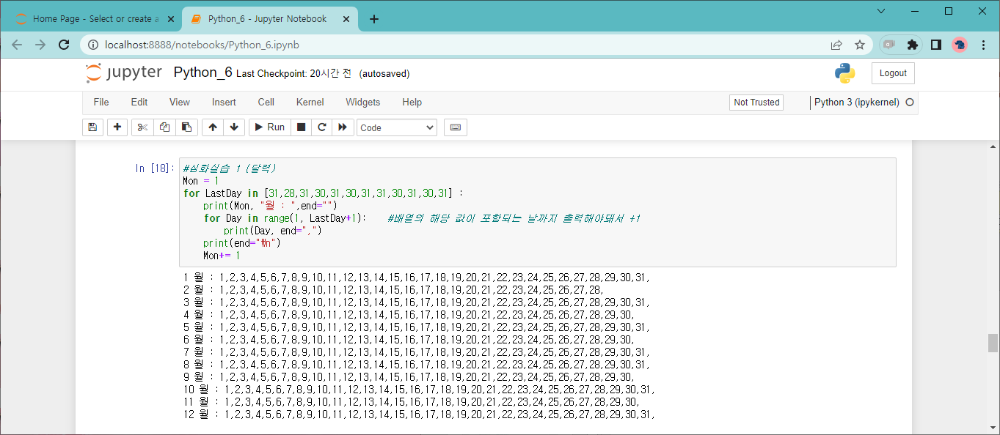 Home Page - Select or create a
Python_6 - Jupyter Notebook
localhost:8888/notebooks/Python_6.ipynb
jupyter Python_6 Last Checkpoint: 20시간 전 (autosaved)
Logout
File Edit View Insert Cell Kernel Widgets Help
Not Trusted
Python 3 (ipykernel)
Run
Code
In [18]:
#심화실습 1 (달력)
Mon = 1
for LastDay in [31,28,31,30,31,30,31,31,30,31,30,31] :
    print(Mon, "월 : ",end="")
    for Day in range(1, LastDay+1):    #배열의 해당 값이 포함되는 날까지 출력해야돼서 +1
        print(Day, end=",")
    print(end="₩n")
    Mon+= 1
1 월 : 1,2,3,4,5,6,7,8,9,10,11,12,13,14,15,16,17,18,19,20,21,22,23,24,25,26,27,28,29,30,31,
2 월 : 1,2,3,4,5,6,7,8,9,10,11,12,13,14,15,16,17,18,19,20,21,22,23,24,25,26,27,28,
3 월 : 1,2,3,4,5,6,7,8,9,10,11,12,13,14,15,16,17,18,19,20,21,22,23,24,25,26,27,28,29,30,31,
4 월 : 1,2,3,4,5,6,7,8,9,10,11,12,13,14,15,16,17,18,19,20,21,22,23,24,25,26,27,28,29,30,
5 월 : 1,2,3,4,5,6,7,8,9,10,11,12,13,14,15,16,17,18,19,20,21,22,23,24,25,26,27,28,29,30,31,
6 월 : 1,2,3,4,5,6,7,8,9,10,11,12,13,14,15,16,17,18,19,20,21,22,23,24,25,26,27,28,29,30,
7 월 : 1,2,3,4,5,6,7,8,9,10,11,12,13,14,15,16,17,18,19,20,21,22,23,24,25,26,27,28,29,30,31,
8 월 : 1,2,3,4,5,6,7,8,9,10,11,12,13,14,15,16,17,18,19,20,21,22,23,24,25,26,27,28,29,30,31,
9 월 : 1,2,3,4,5,6,7,8,9,10,11,12,13,14,15,16,17,18,19,20,21,22,23,24,25,26,27,28,29,30,
10 월 : 1,2,3,4,5,6,7,8,9,10,11,12,13,14,15,16,17,18,19,20,21,22,23,24,25,26,27,28,29,30,31,
11 월 : 1,2,3,4,5,6,7,8,9,10,11,12,13,14,15,16,17,18,19,20,21,22,23,24,25,26,27,28,29,30,
12 월 : 1,2,3,4,5,6,7,8,9,10,11,12,13,14,15,16,17,18,19,20,21,22,23,24,25,26,27,28,29,30,31,